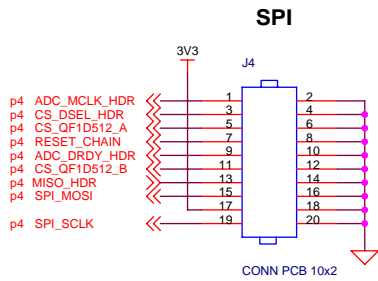 SPI
3V3
J4
p4 ADC_MCLK_HDR 1 2
p4 CS_DSEL_HDR 3 4
p4 CS_QF1D512_A 5 6
p4 RESET_CHAIN 7 8
p4 ADC_DRDY_HDR 9 10
p4 CS_QF1D512_B 11 12
p4 MISO_HDR 13 14
p4 SPI_MOSI 15 16
17 18
p4 SPI_SCLK 19 20
CONN PCB 10x2